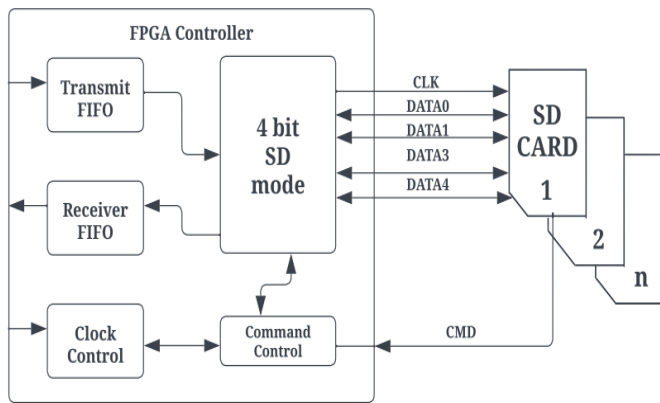 FPGA Controller
Transmit
FIFO
4 bit
SD
mode
Receiver
FIFO
Clock
Control
Command
Control
CLK
DATA0
DATA1
DATA3
DATA4
CMD
SD
CARD
1
2
n